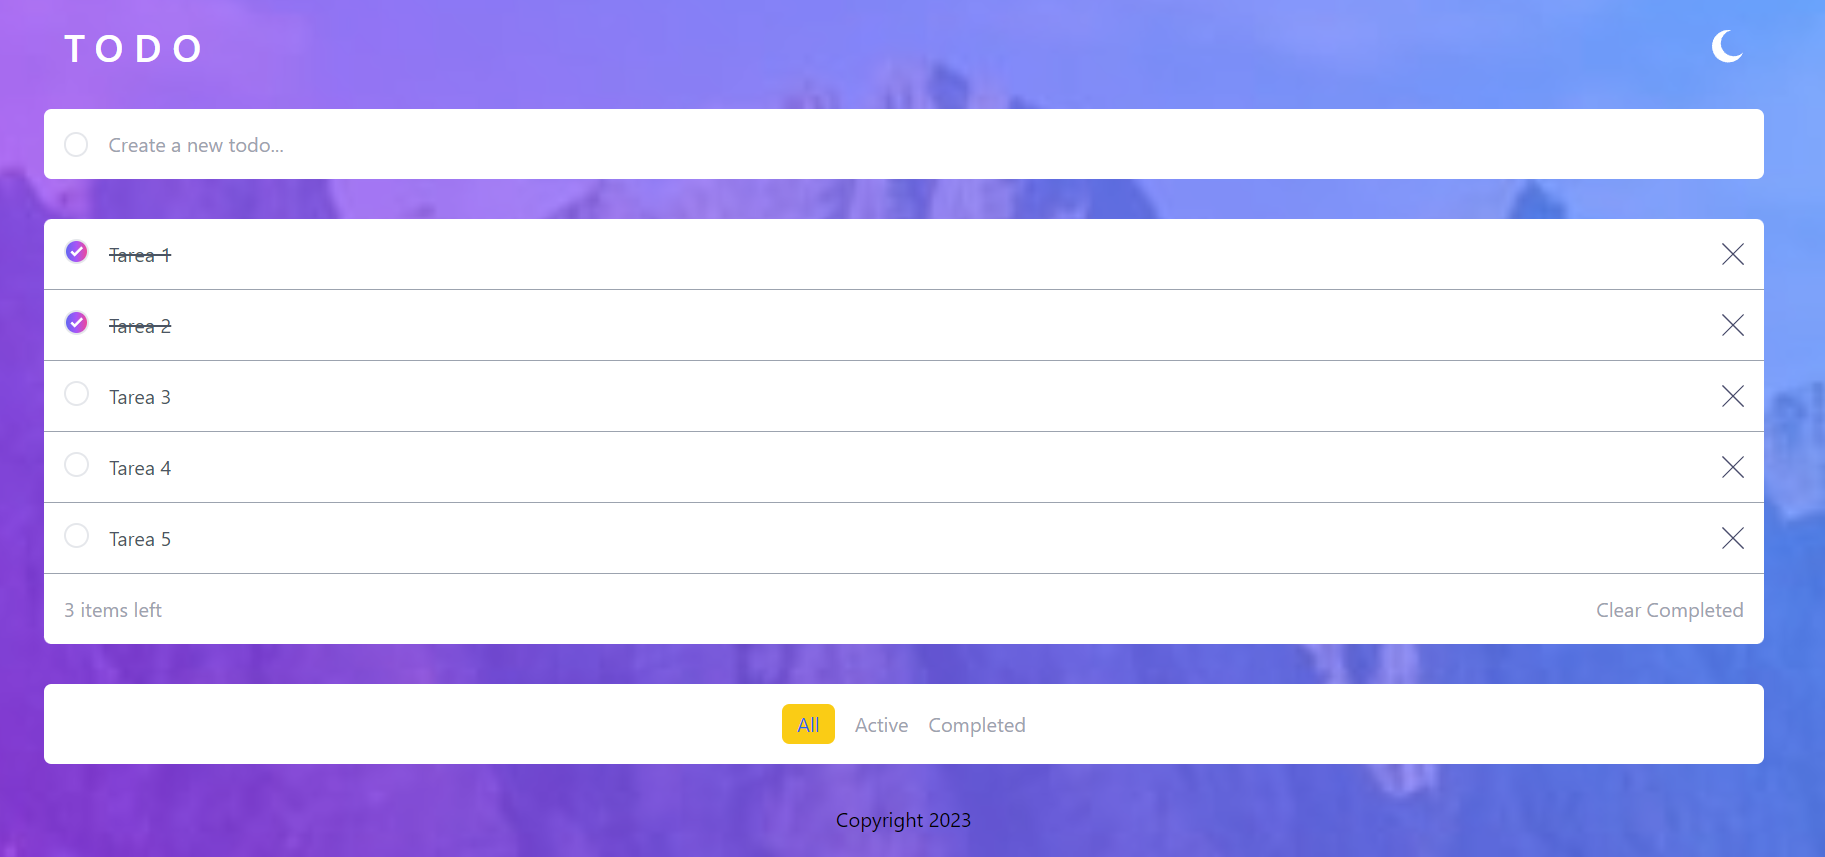 TODO
Create a new todo...
Tarea 1
Tarea 2
Tarea 3
Tarea 4
Tarea 5
3 items left Clear Completed
All Active Completed
Copyright 2023